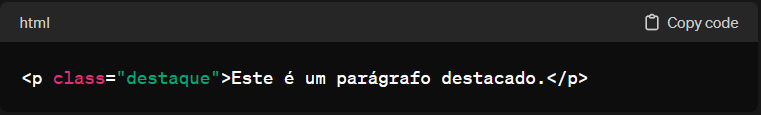 html
Copy code
<p class="destaque">Este é um parágrafo destacado.</p>